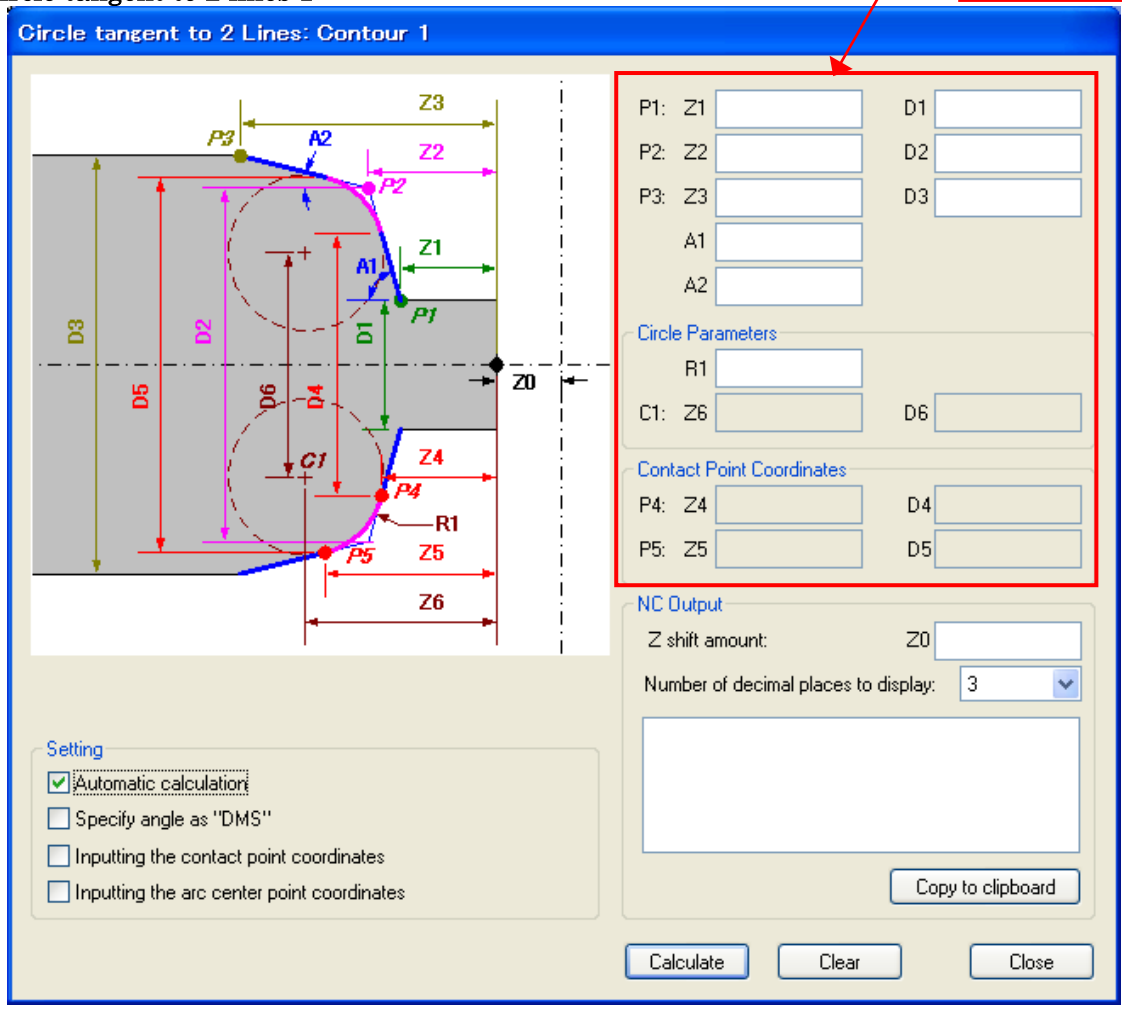 Circle tangent to 2 Lines: Contour 1
Z3
P3
A2
Z2
P2
Z1
A1
P1
D3
D2
D1
D5
D6
D4
Z0
C1
Z4
P4
R1
P5
Z5
Z6
P1: Z1 D1
P2: Z2 D2
P3: Z3 D3
A1
A2
Circle Parameters
R1
C1: Z6 D6
Contact Point Coordinates
P4: Z4 D4
P5: Z5 D5
NC Output
Z shift amount: Z0
Number of decimal places to display: 3
Setting
Automatic calculation
Specify angle as "DMS"
Inputting the contact point coordinates
Inputting the arc center point coordinates
Copy to clipboard
Calculate Clear Close